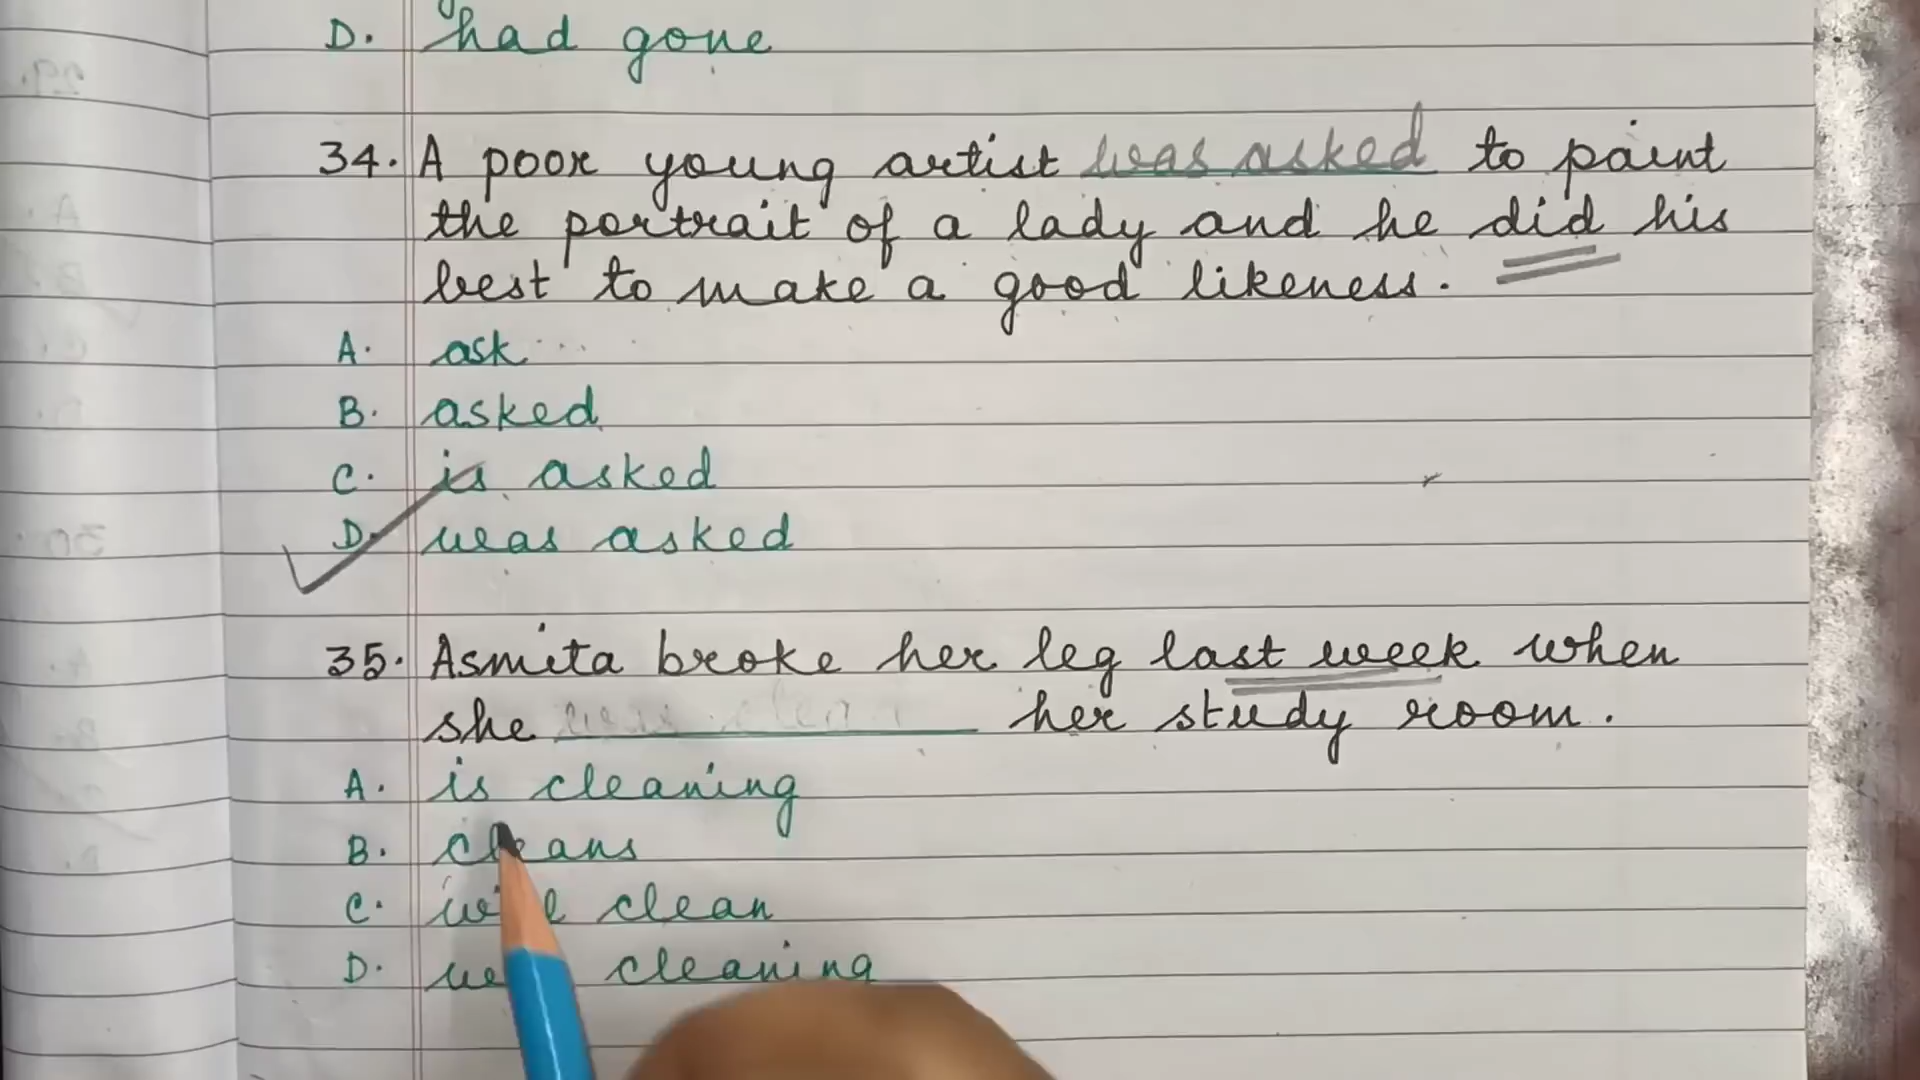 D. had gone
34. A poor young artist was asked to paint
the portrait of a lady and he did his
best to make a good likeness.
A. ask
B. asked
C. is asked
D. was asked
35. Asmita broke her leg last week when
she her study room.
A. is cleaning
B. cleans
C. will clean
D. cleaning